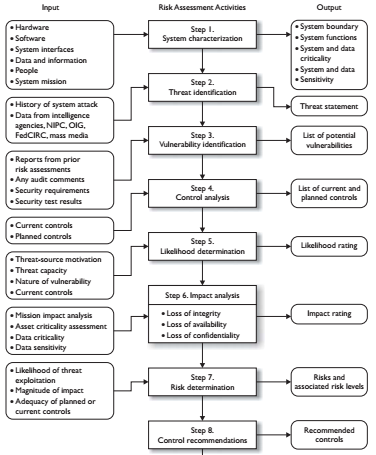 Input
Risk Assessment Activities
Output
• Hardware
• Software
• System interfaces
• Data and information
• People
• System mission
Step 1.
System characterization
• System boundary
• System functions
• System and data
criticality
• System and data
• Sensitivity
• History of system attack
• Data from intelligence
agencies, NIPC, OIG,
FedCIRC, mass media
Step 2.
Threat identification
Threat statement
• Reports from prior
risk assessments
• Any audit comments
• Security requirements
• Security test results
Step 3.
Vulnerability identification
List of potential
vulnerabilities
• Current controls
• Planned controls
Step 4.
Control analysis
List of current and
planned controls
• Threat-source motivation
• Threat capacity
• Nature of vulnerability
• Current controls
Step 5.
Likelihood determination
Likelihood rating
• Mission impact analysis
• Asset criticality assessment
• Data criticality
• Data sensitivity
Step 6. Impact analysis
• Loss of integrity
• Loss of availability
• Loss of confidentiality
Impact rating
• Likelihood of threat
exploitation
• Magnitude of impact
• Adequacy of planned or
current controls
Step 7.
Risk determination
Risks and
associated risk levels
Step 8.
Control recommendations
Recommended
controls